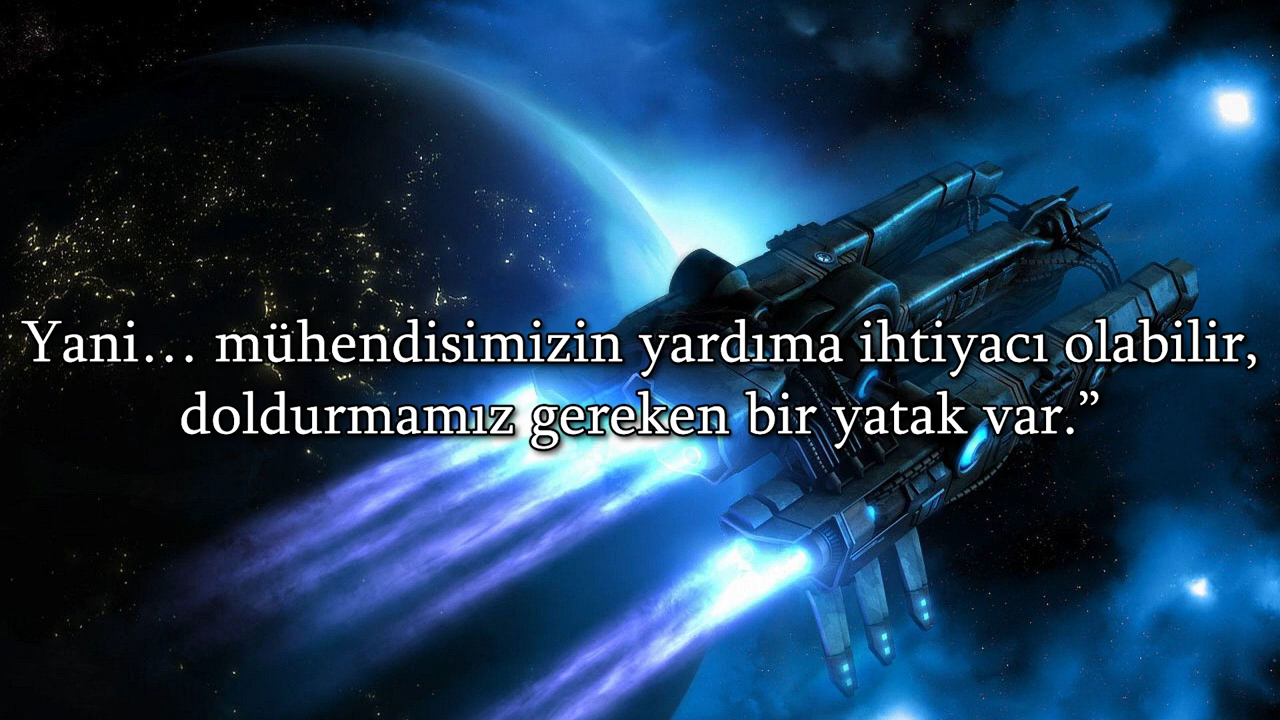 Yani… mühendisimizin yardıma ihtiyacı olabilir,
doldurmamız gereken bir yatak var.”